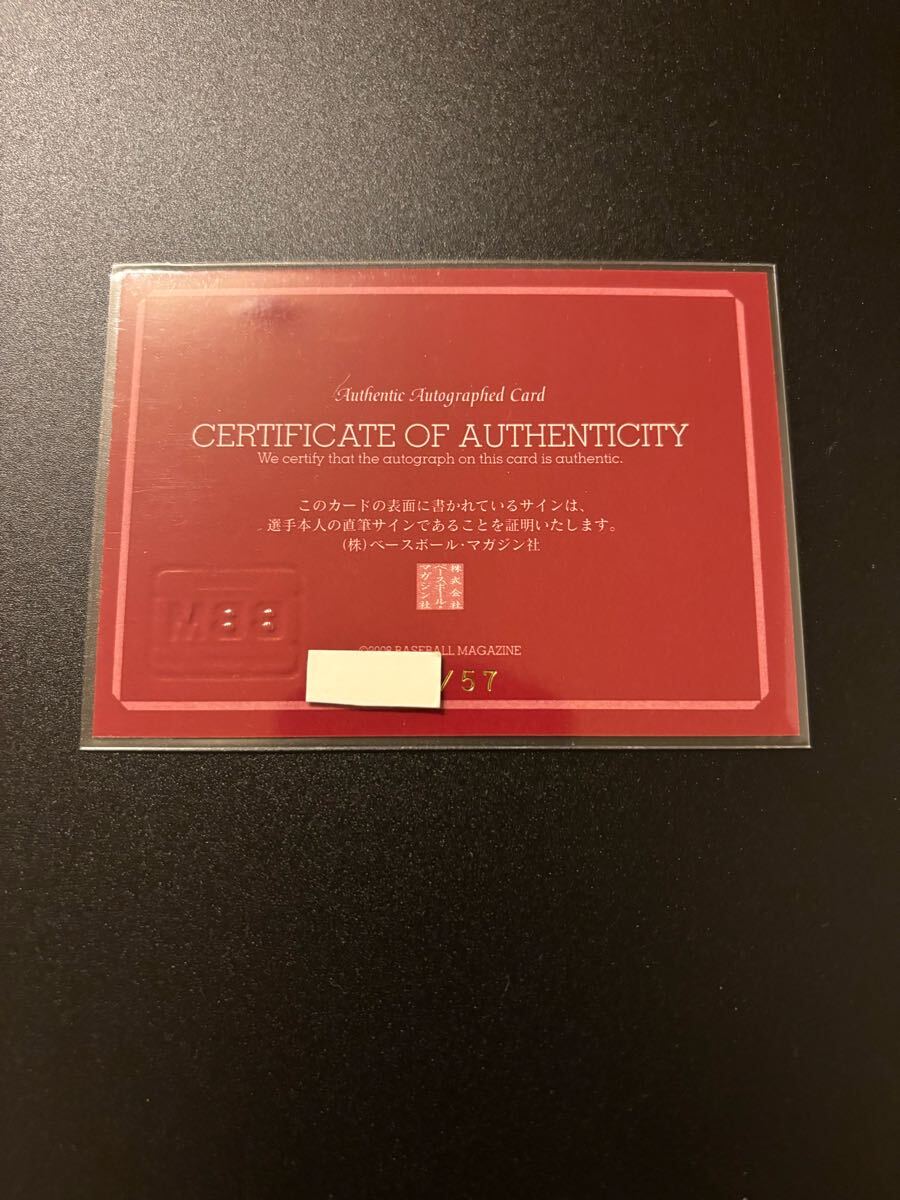 Authentic Autographed Card
CERTIFICATE OF AUTHENTICITY
We certify that the autograph on this card is authentic.
このカードの表面に書かれているサインは、
選手本人の直筆サインであることを証明いたします。
(株)ベースボール・マガジン社
株式会社
ベースボール・
マガジン社
©2008 BASEBALL MAGAZINE
/57